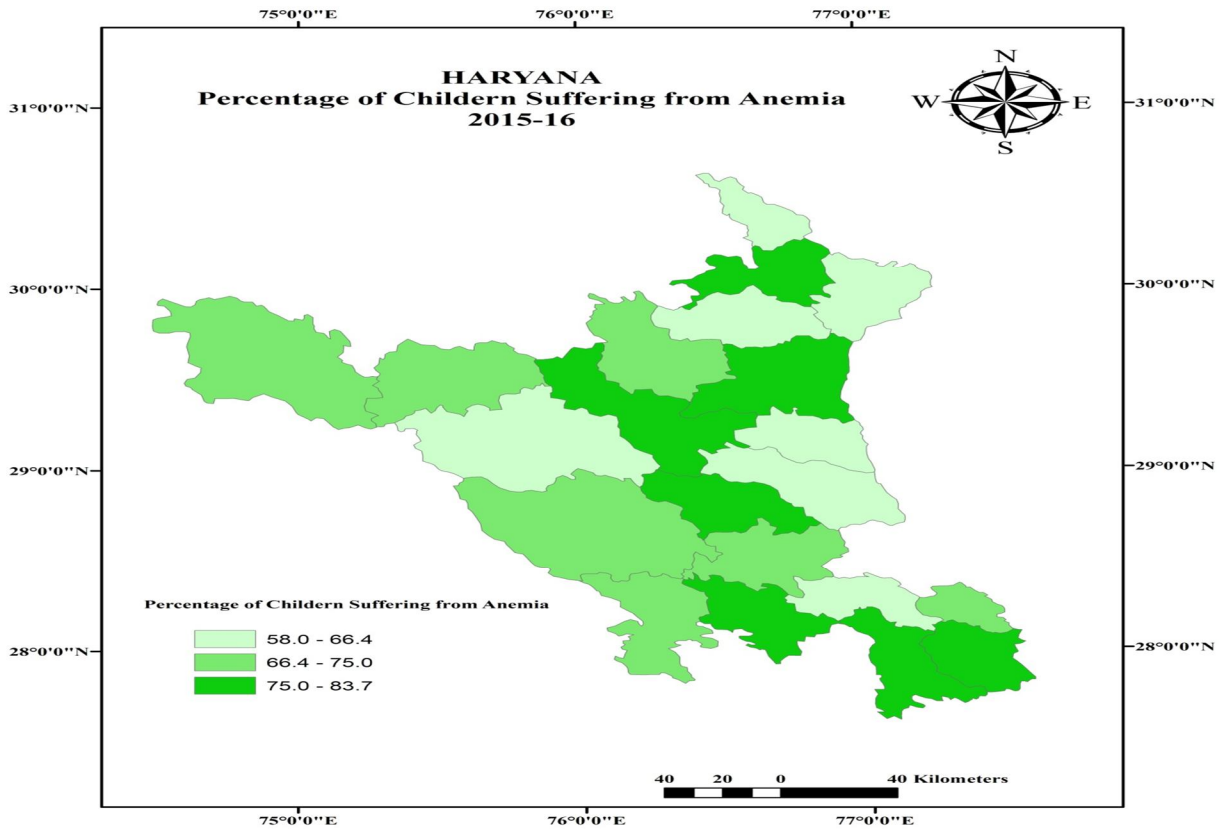 75°0'0"E
76°0'0"E
77°0'0"E
HARYANA
Percentage of Childern Suffering from Anemia
2015-16
N
W
E
S
31°0'0"N
31°0'0"N
30°0'0"N
30°0'0"N
29°0'0"N
29°0'0"N
28°0'0"N
28°0'0"N
Percentage of Childern Suffering from Anemia
58.0 - 66.4
66.4 - 75.0
75.0 - 83.7
40 20 0 40 Kilometers
75°0'0"E
76°0'0"E
77°0'0"E